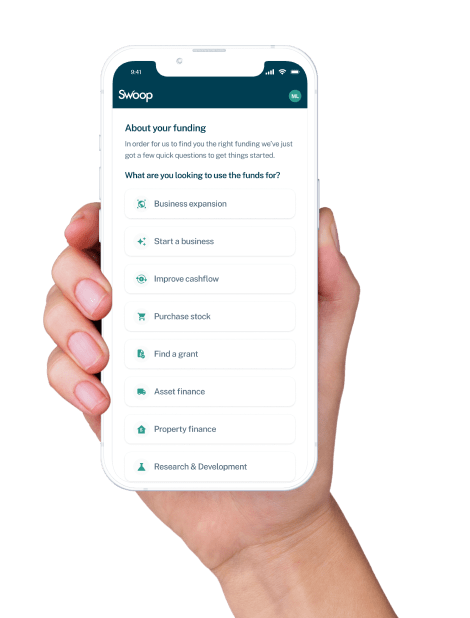 9:41
Swoop
ML
About your funding
In order for us to find you the right funding we've just
got a few quick questions to get things started.
What are you looking to use the funds for?
Business expansion
Start a business
Improve cashflow
Purchase stock
Find a grant
Asset finance
Property finance
Research & Development